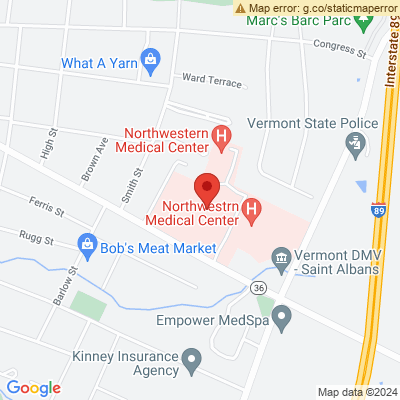 Map error: g.co/staticmaperror
Marc's Barc Parc
Congress St
Interstate 89
What A Yarn
Ward Terrace
Northwestern
Medical Center
H
Vermont State Police
High St
Brown Ave
Smith St
Ferris St
Northwestrn
Medical Center
H
89
Rugg St
Bob's Meat Market
Vermont DMV
- Saint Albans
Barlow St
36
Empower MedSpa
Kinney Insurance
Agency
Google
Map data ©2024